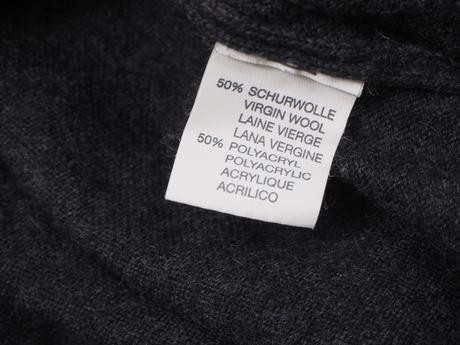 50% SCHURWOLLE
VIRGIN WOOL
LAINE VIERGE
LANA VERGINE
50% POLYACRYL
POLYACRYLIC
ACRYLIQUE
ACRILICO